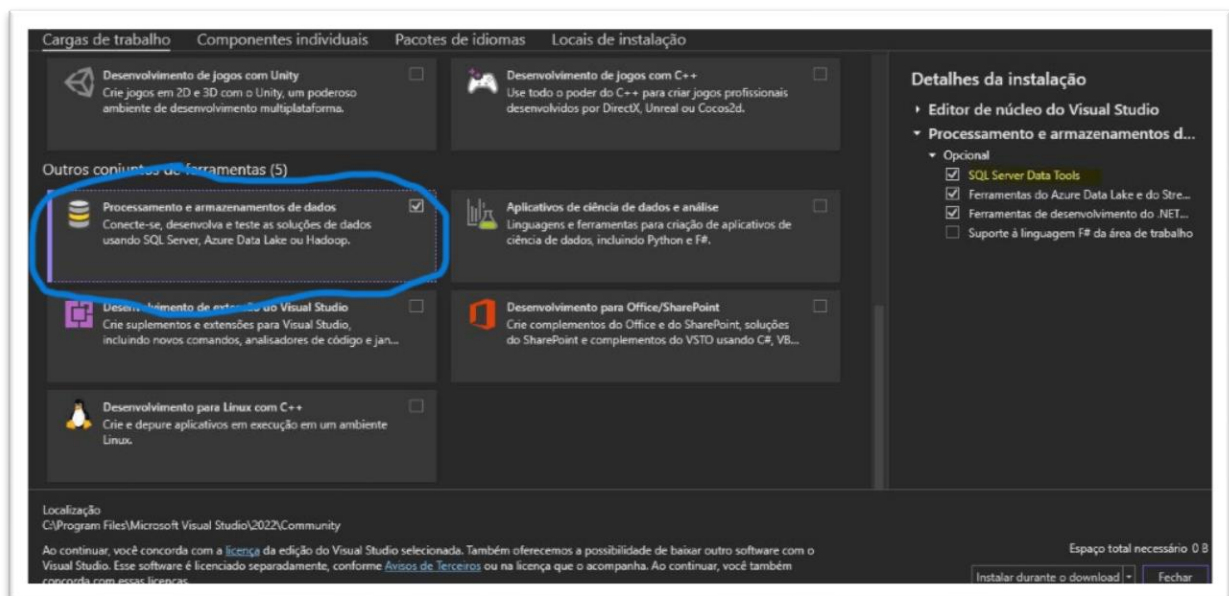 Cargas de trabalho Componentes individuais Pacotes de idiomas Locais de instalação
Desenvolvimento de jogos com Unity
Crie jogos em 2D e 3D com o Unity, um poderoso
ambiente de desenvolvimento multiplataforma.
Desenvolvimento de jogos com C++
Use todo o poder do C++ para criar jogos profissionais
desenvolvidos por DirectX, Unreal ou Cocos2d.
Outros conjuntos de ferramentas (5)
Processamento e armazenamentos de dados
Conecte-se, desenvolva e teste as soluções de dados
usando SQL Server, Azure Data Lake ou Hadoop.
Aplicativos de ciência de dados e análise
Linguagens e ferramentas para criação de aplicativos de
ciência de dados, incluindo Python e F#.
Desenvolvimento de extensão do Visual Studio
Crie suplementos e extensões para Visual Studio,
incluindo novos comandos, analisadores de código e jan...
Desenvolvimento para Office/SharePoint
Crie complementos do Office e do SharePoint, soluções
do SharePoint e complementos do VSTO usando C#, VB...
Desenvolvimento para Linux com C++
Crie e depure aplicativos em execução em um ambiente
Linux.
Detalhes da instalação
Editor de núcleo do Visual Studio
Processamento e armazenamentos d...
Opcional
SQL Server Data Tools
Ferramentas do Azure Data Lake e do Stre...
Ferramentas de desenvolvimento do .NET...
Suporte à linguagem F# da área de trabalho
Localização
C:\Program Files\Microsoft Visual Studio\2022\Community
Ao continuar, você concorda com a licença da edição do Visual Studio selecionada. Também oferecemos a possibilidade de baixar outro software com o
Visual Studio. Esse software é licenciado separadamente, conforme Avisos de Terceiros ou na licença que o acompanha. Ao continuar, você também
concorda com essas licenças.
Espaço total necessário 0 B
Instalar durante o download Fechar